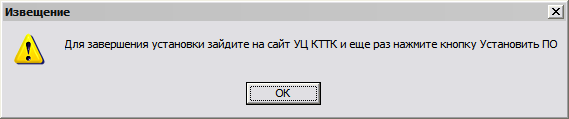 Извещение
Для завершения установки зайдите на сайт УЦ КТТК и еще раз нажмите кнопку Установить ПО
OK